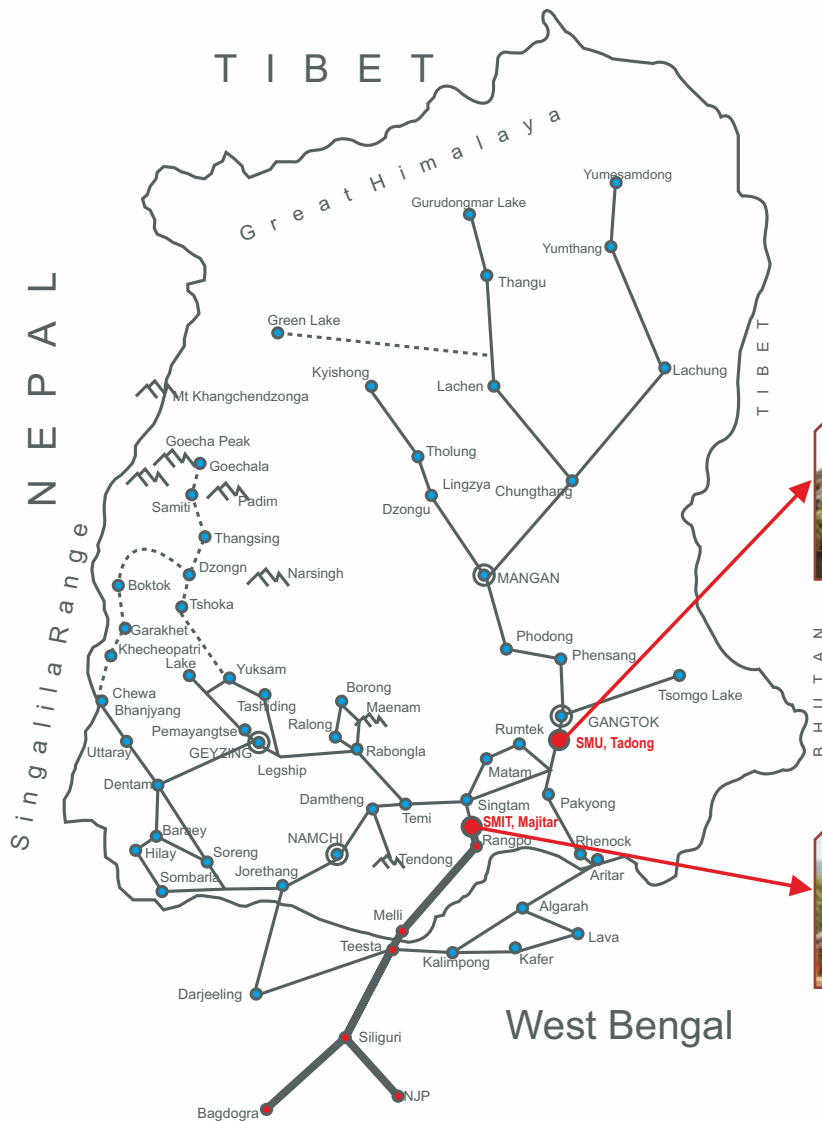 TIBET
Great Himalaya
Yumesamdong
Gurudongmar Lake
Yumthang
NEPAL
Thangu
Green Lake
TIBET
Kyishong
Lachen
Lachung
Mt Khangchendzonga
Goecha Peak
Goechala
Tholung
Lingzya
Chungthang
Samiti
Padim
Dzongu
Singalila Range
Thangsing
Dzongn
Narsingh
MANGAN
Boktok
Tshoka
Garakhet
Phodong
Khecheopatri
Lake
Phensang
Yuksam
Tsomgo Lake
Chewa
Bhanjyang
Tashiding
Borong
Maenam
BHUTAN
GANGTOK
Pemayangtse
Ralong
Rumtek
SMU, Tadong
Uttaray
GEYZING
Rabongla
Legship
Matam
Dentam
Damtheng
Temi
Singtam
Pakyong
SMIT, Majitar
Baraey
NAMCHI
Rangpo
Rhenock
Hilay
Soreng
Tendong
Aritar
Sombaria
Jorethang
Melli
Algarah
Teesta
Lava
Kalimpong
Kafer
Darjeeling
West Bengal
Siliguri
NJP
Bagdogra